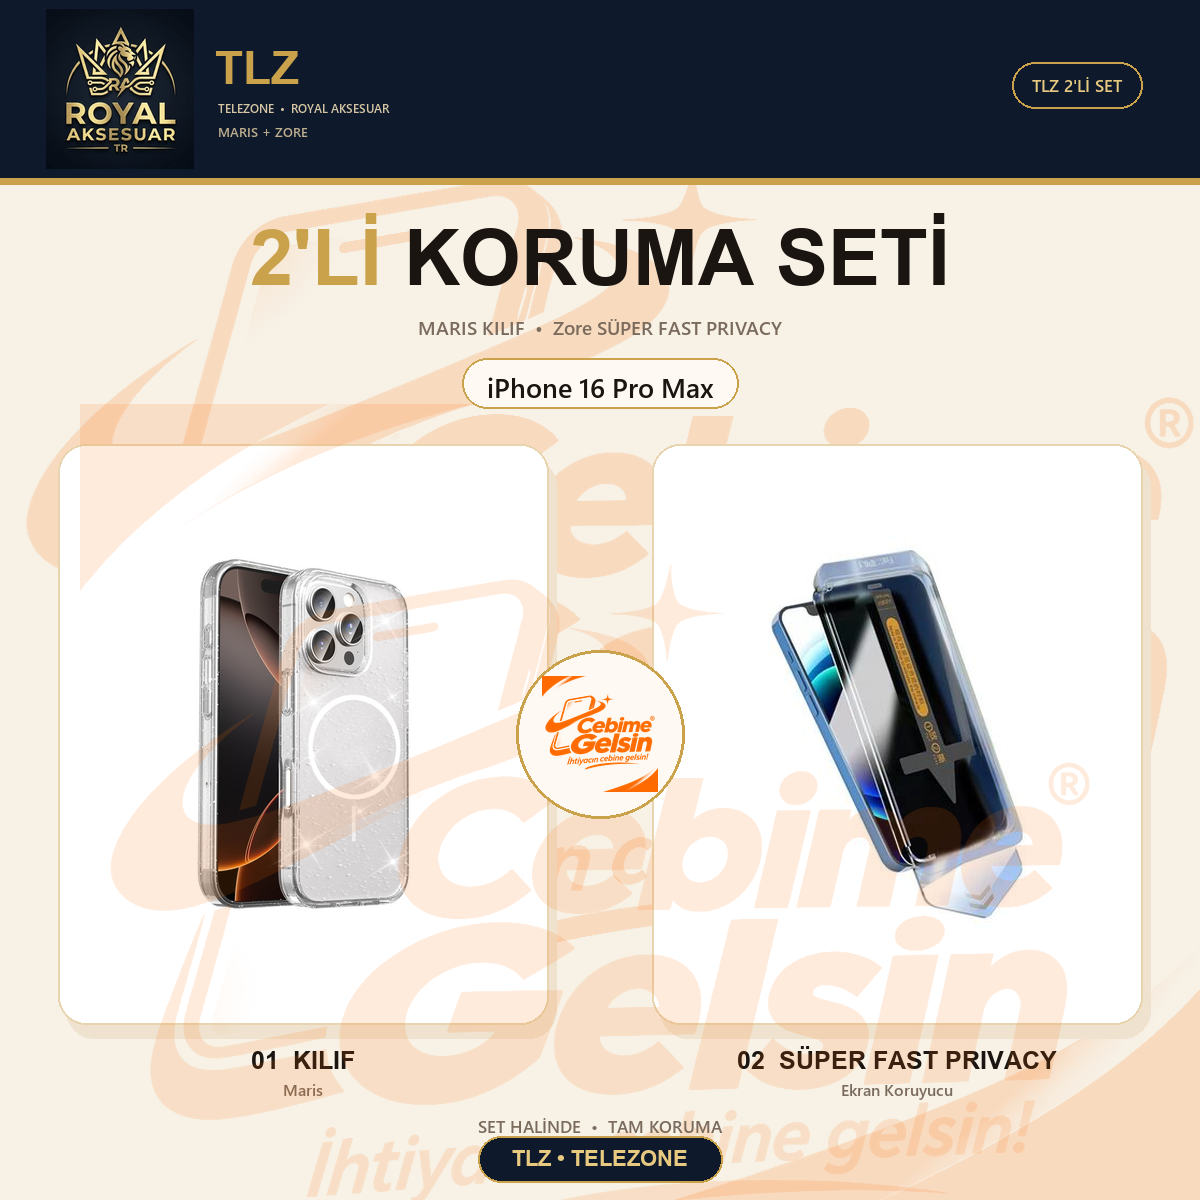 ROYAL
AKSESUAR
TR
TLZ
TELEZONE • ROYAL AKSESUAR
MARIS + ZORE
TLZ 2'Lİ SET
2'Lİ KORUMA SETİ
MARIS KILIF • Zore SÜPER FAST PRIVACY
iPhone 16 Pro Max
Cebime
Gelsin
İhtiyacın cebine gelsin!
Cebime ®
Gelsin
01 KILIF
Maris
02 SÜPER FAST PRIVACY
Ekran Koruyucu
SET HALİNDE • TAM KORUMA
TLZ • TELEZONE